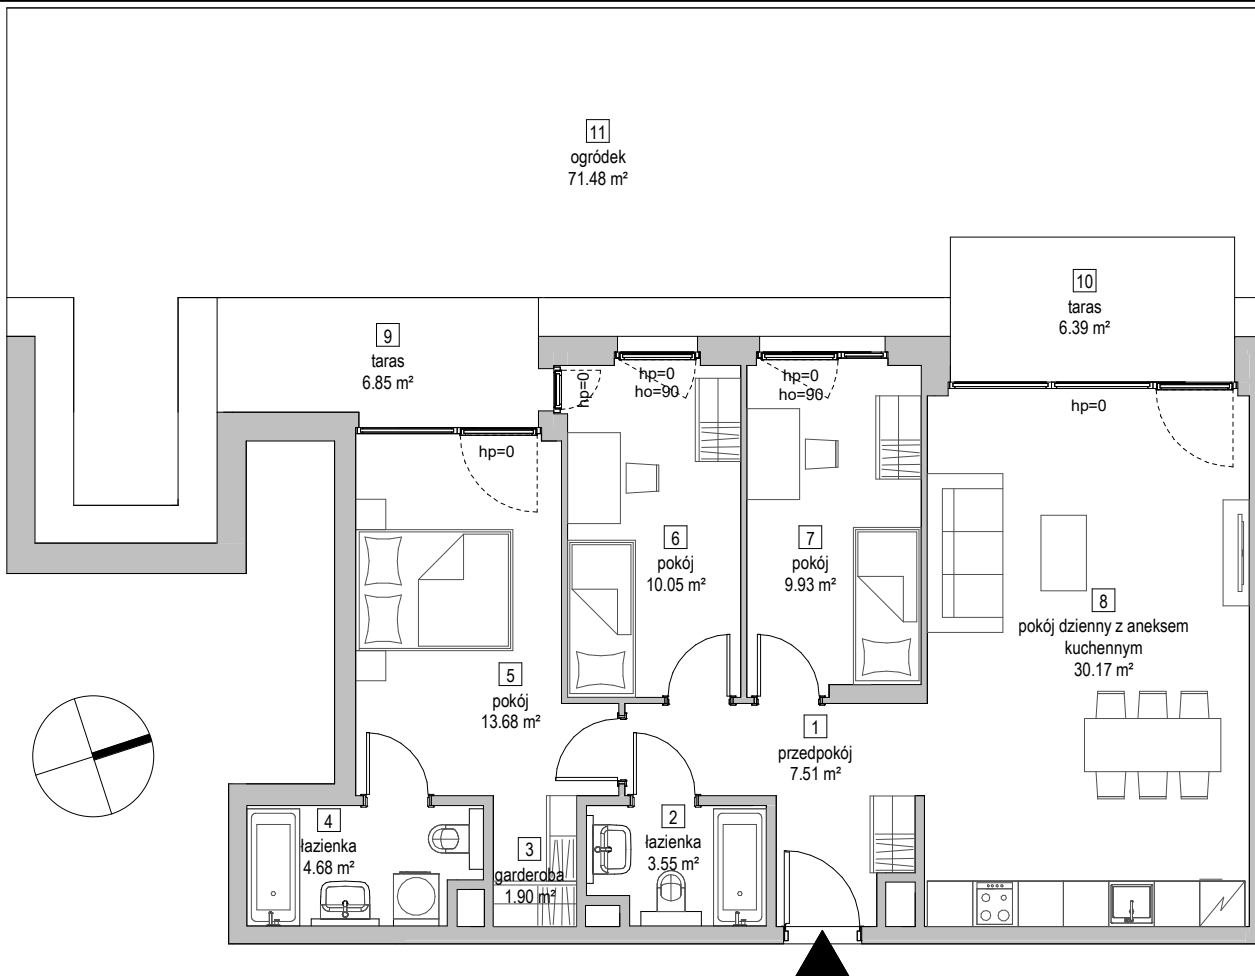 11
ogródek
71.48 m²
10
taras
6.39 m²
9
taras
6.85 m²
hp=0
hp=0
ho=90
hp=0
ho=90
hp=0
hp=0
6
pokój
10.05 m²
7
pokój
9.93 m²
8
pokój dzienny z aneksem
kuchennym
30.17 m²
5
pokój
13.68 m²
1
przedpokój
7.51 m²
4
łazienka
4.68 m²
3
garderoba
1.90 m²
2
łazienka
3.55 m²